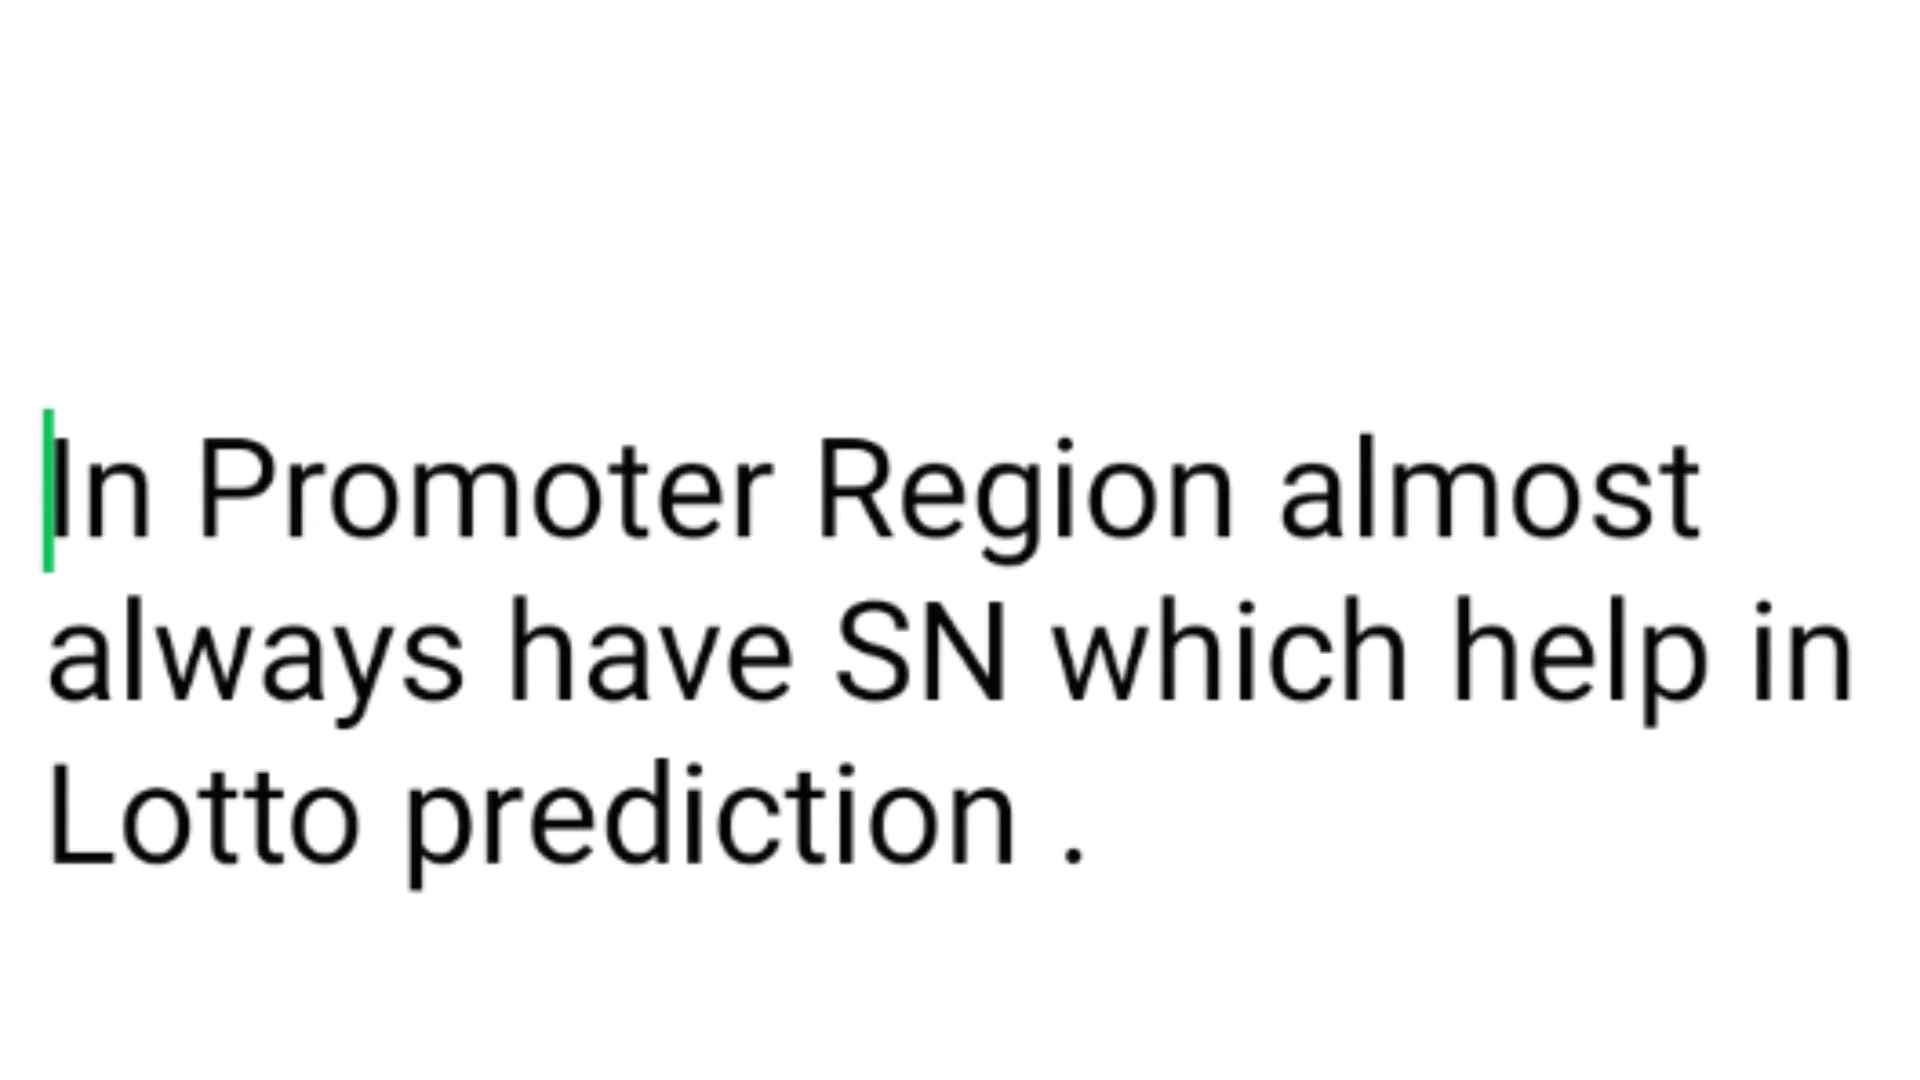 In Promoter Region almost
always have SN which help in
Lotto prediction .